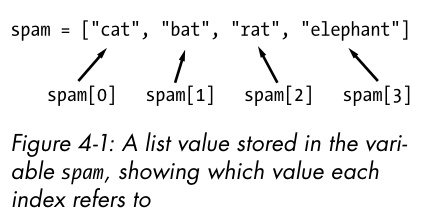 spam = ["cat", "bat", "rat", "elephant"]
spam[0] spam[1] spam[2] spam[3]
Figure 4-1: A list value stored in the vari-
able spam, showing which value each
index refers to